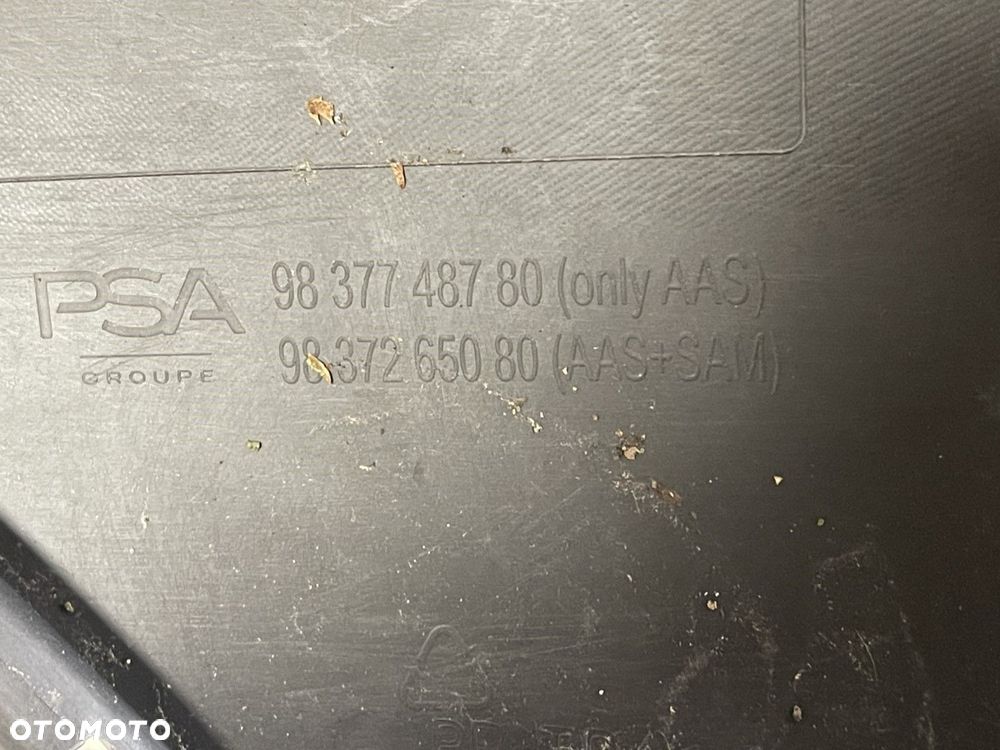 PSA
GROUPE
98 377 487 80 (only AAS)
98 372 650 80 (AAS+SAM)
OTOMOTO